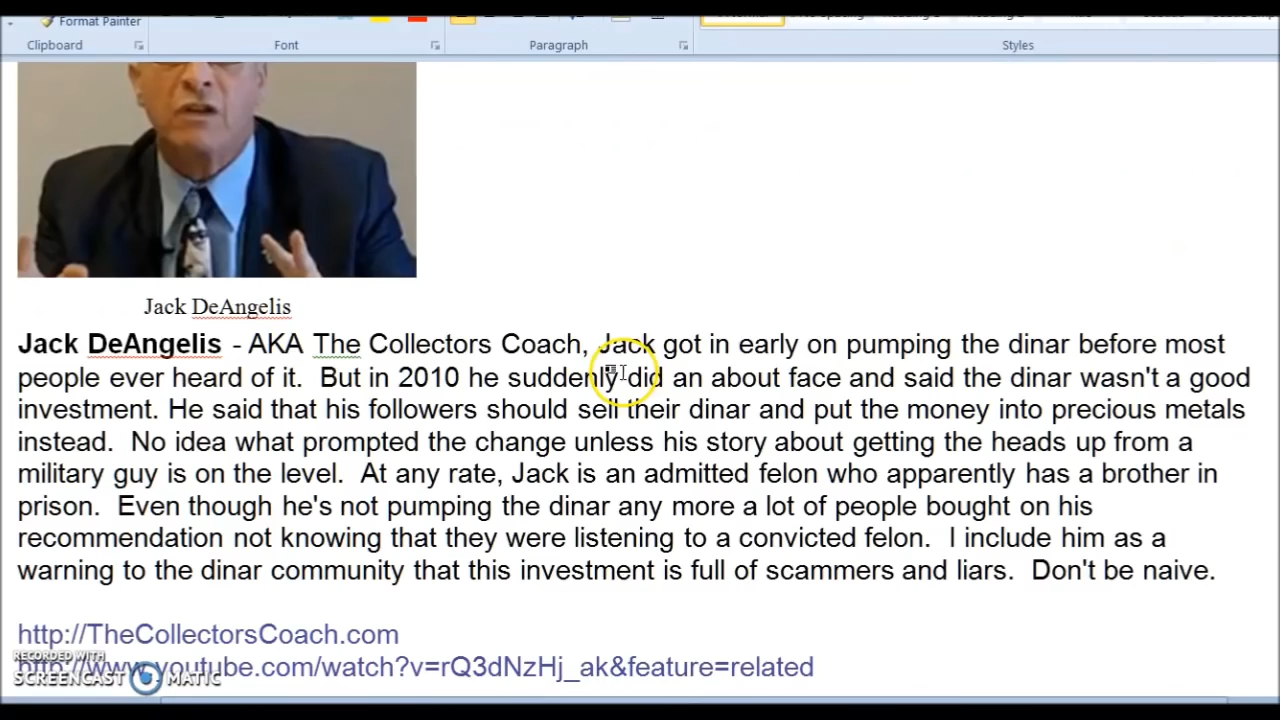 Format Painter
Clipboard
Font
Paragraph
Styles
Jack DeAngelis
Jack DeAngelis - AKA The Collectors Coach, Jack got in early on pumping the dinar before most
people ever heard of it.  But in 2010 he suddenly did an about face and said the dinar wasn't a good
investment. He said that his followers should sell their dinar and put the money into precious metals
instead.  No idea what prompted the change unless his story about getting the heads up from a
military guy is on the level.  At any rate, Jack is an admitted felon who apparently has a brother in
prison.  Even though he's not pumping the dinar any more a lot of people bought on his
recommendation not knowing that they were listening to a convicted felon.  I include him as a
warning to the dinar community that this investment is full of scammers and liars.  Don't be naive.
http://TheCollectorsCoach.com
http://www.youtube.com/watch?v=rQ3dNzHj_ak&feature=related
RECORDED WITH
SCREENCAST MATIC